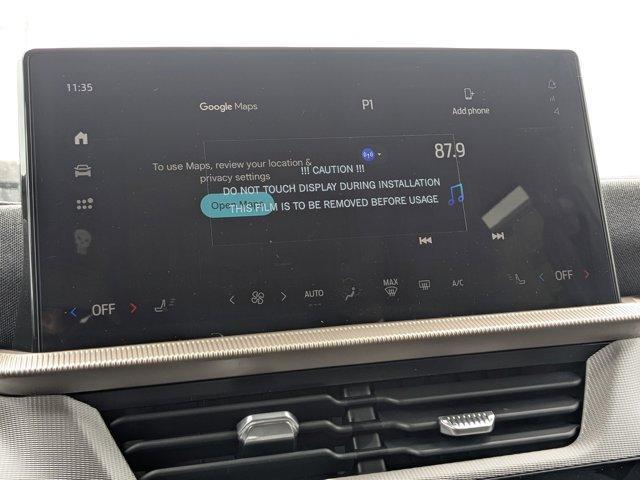 11:35
Google Maps
P1
Add phone
87.9
To use Maps, review your location &
privacy settings
Open Maps
!!! CAUTION !!!
DO NOT TOUCH DISPLAY DURING INSTALLATION
THIS FILM IS TO BE REMOVED BEFORE USAGE
OFF
AUTO
MAX
A/C
OFF